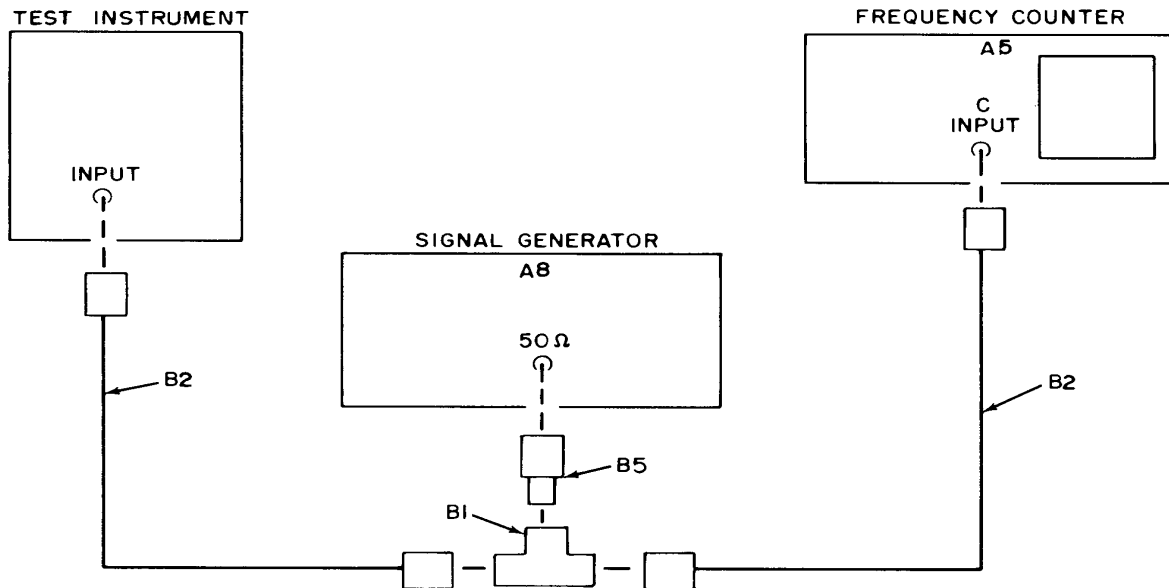 TEST INSTRUMENT
FREQUENCY COUNTER
A5
C
INPUT
INPUT
SIGNAL GENERATOR
A8
50Ω
B2
B2
B5
B1